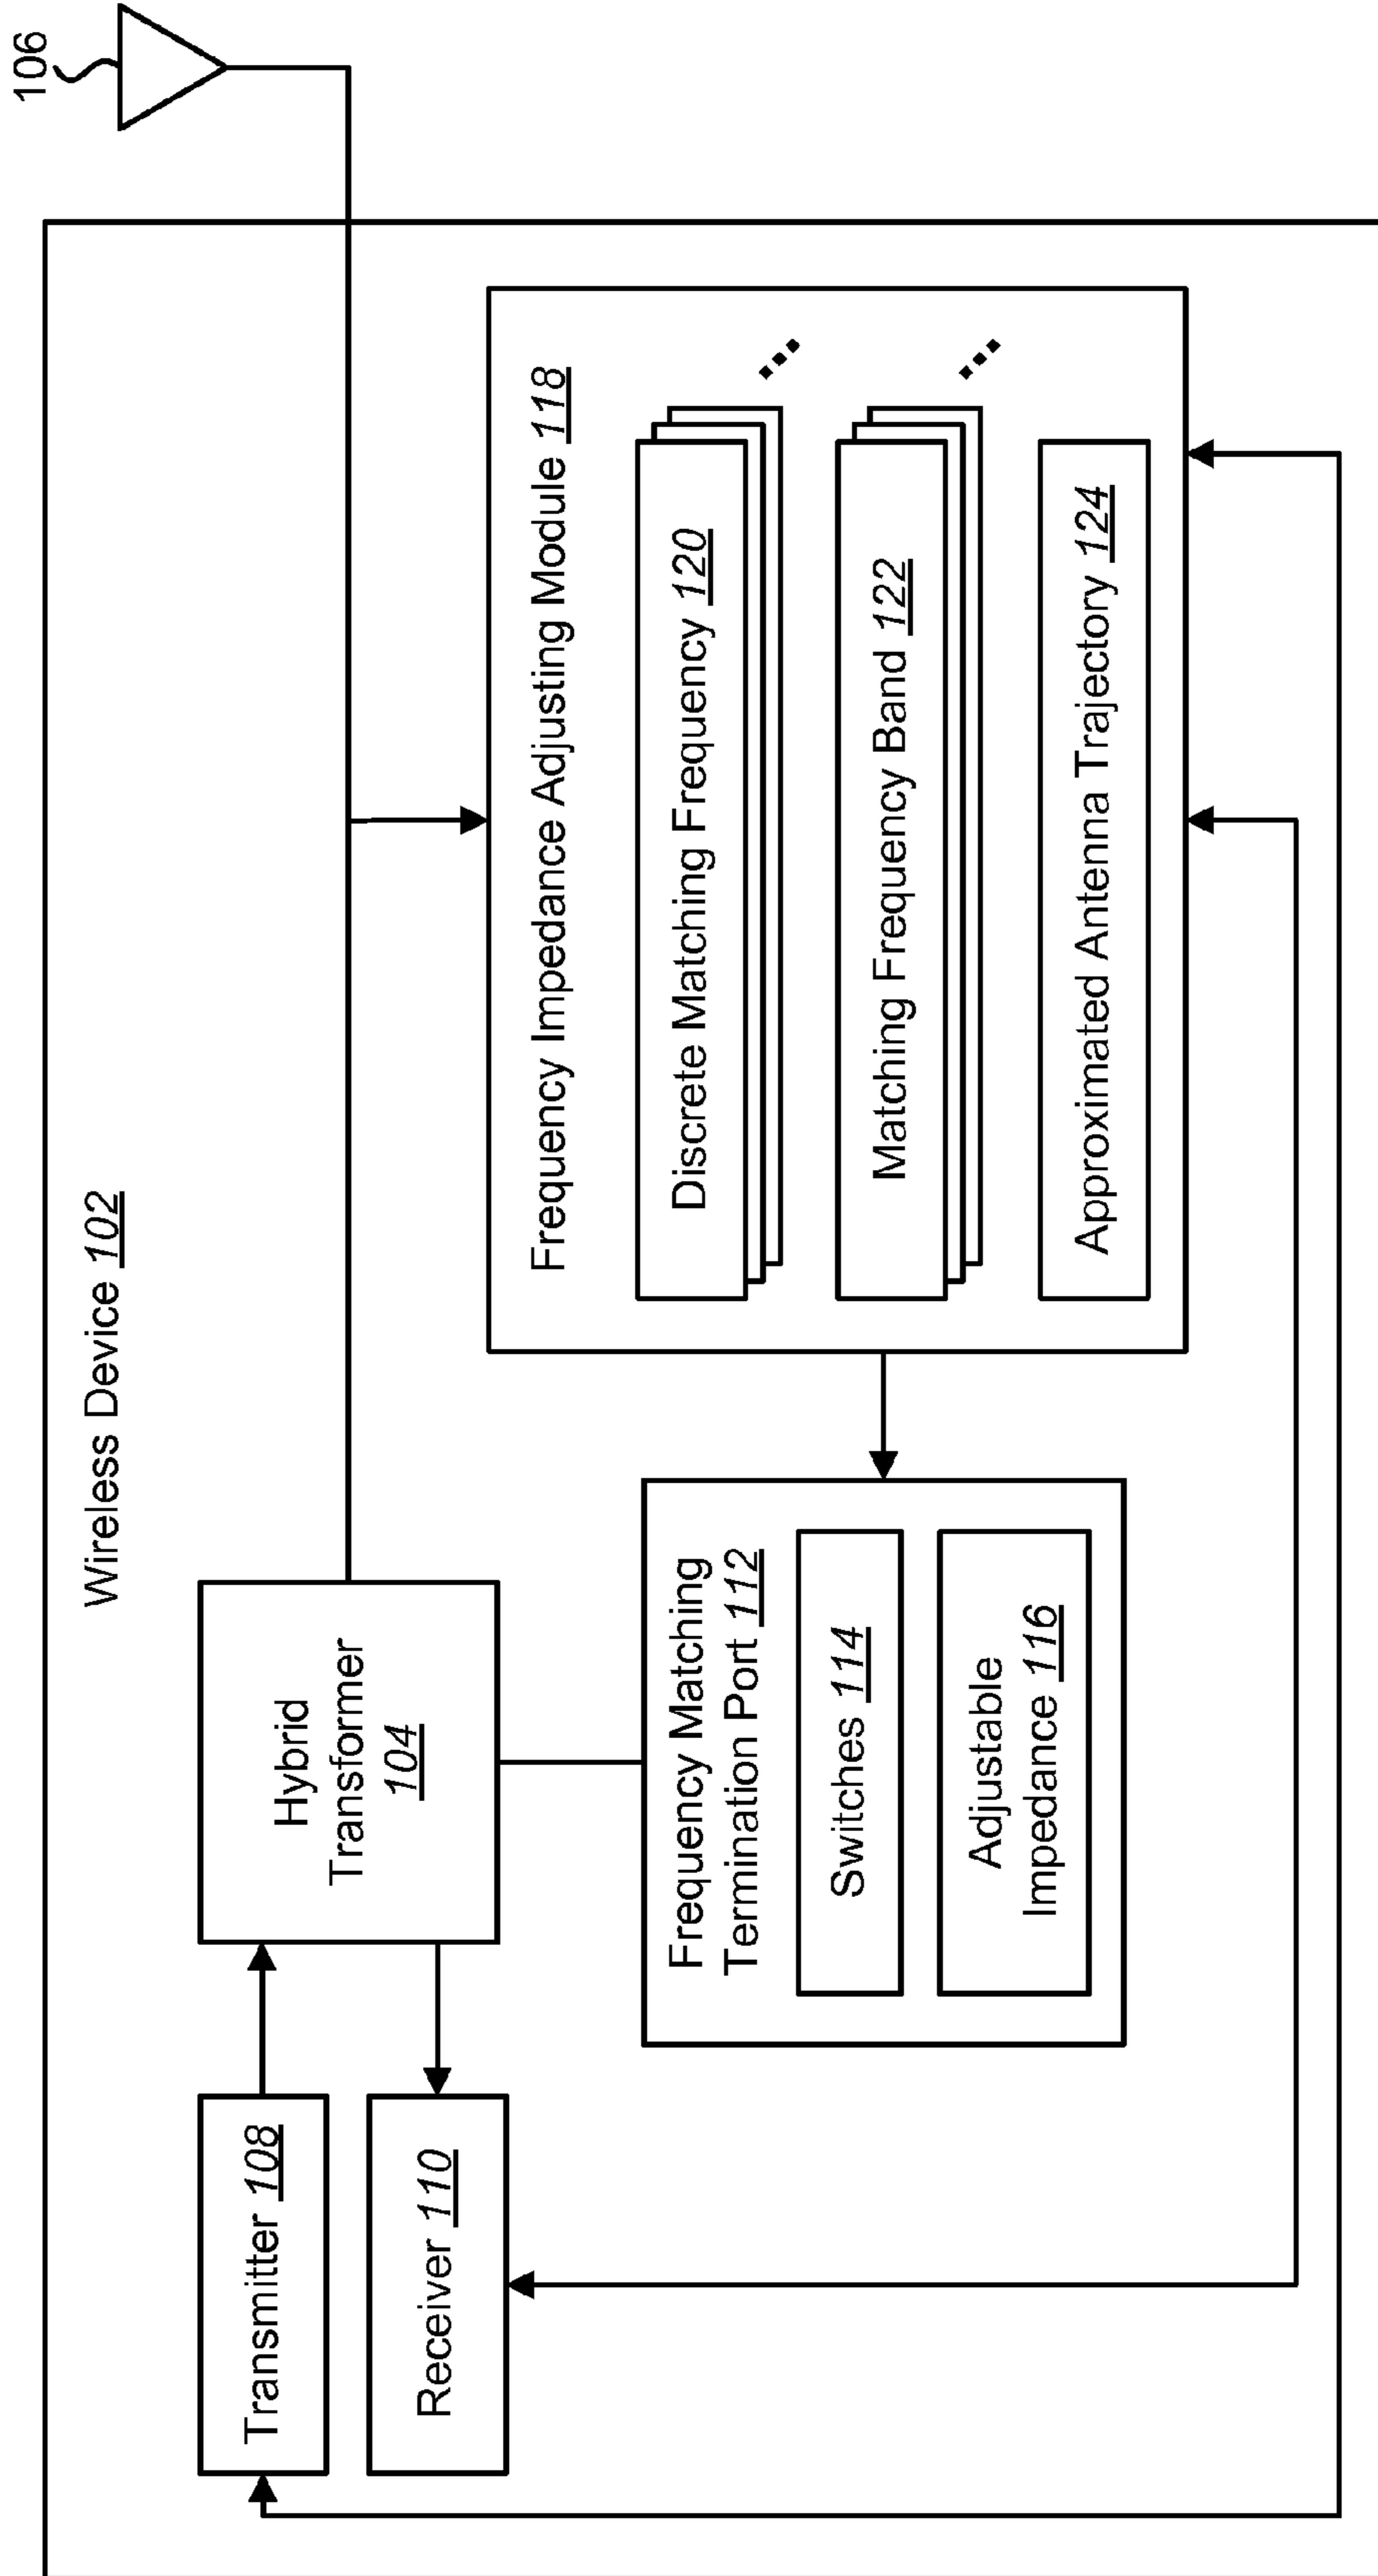 106
Wireless Device 102
Transmitter 108
Receiver 110
Hybrid
Transformer
104
Frequency Matching
Termination Port 112
Switches 114
Adjustable
Impedance 116
Frequency Impedance Adjusting Module 118
Discrete Matching Frequency 120
Matching Frequency Band 122
Approximated Antenna Trajectory 124